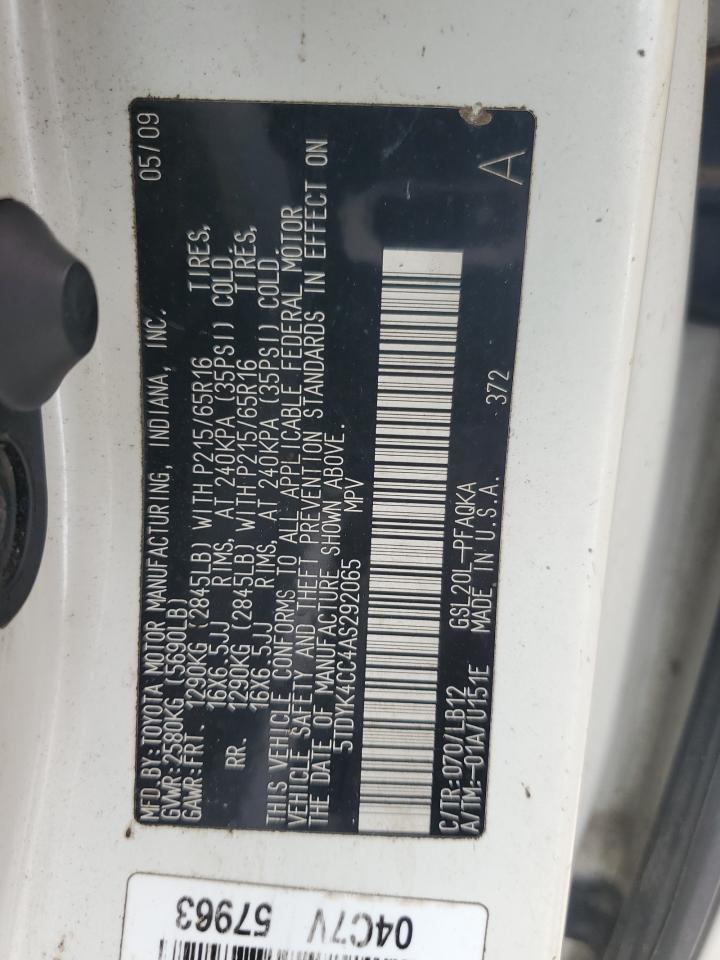 MFD.BY:TOYOTA MOTOR MANUFACTURING, INDIANA, INC. 05/09
GVWR:2580KG (5690LB)
GAWR:FRT 1290KG (2845LB) WITH P215/65R16 TIRES,
16X6.5JJ RIMS, AT 240KPA (35PSI) COLD.
RR. 1290KG (2845LB) WITH P215/65R16 TIRES,
16X6.5JJ RIMS, AT 240KPA (35PSI) COLD.
THIS VEHICLE CONFORMS TO ALL APPLICABLE FEDERAL MOTOR
VEHICLE SAFETY AND THEFT PREVENTION STANDARDS IN EFFECT ON
THE DATE OF MANUFACTURE SHOWN ABOVE.
5TDYK4CC4AS292065 MPV
C/TR:070/LB12 GSL20L-PFAQKA 372 A
A/TM:-01A/U151E MADE IN U.S.A.
04C7V
57963